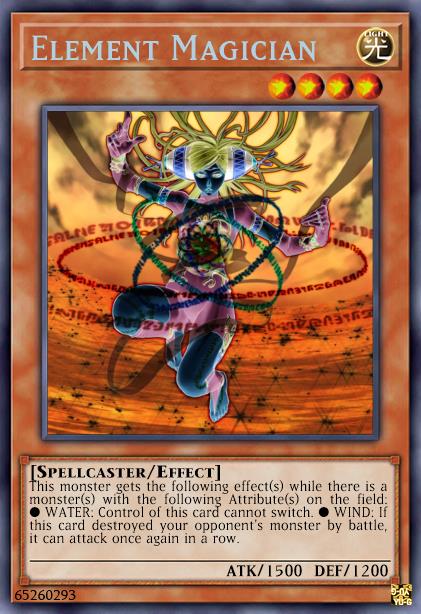 ELEMENT MAGICIAN
LIGHT
光
[SPELLCASTER/EFFECT]
This monster gets the following effect(s) while there is a
monster(s) with the following Attribute(s) on the field:
● WATER: Control of this card cannot switch. ● WIND: If
this card destroyed your opponent's monster by battle,
it can attack once again in a row.
ATK/1500 DEF/1200
65260293